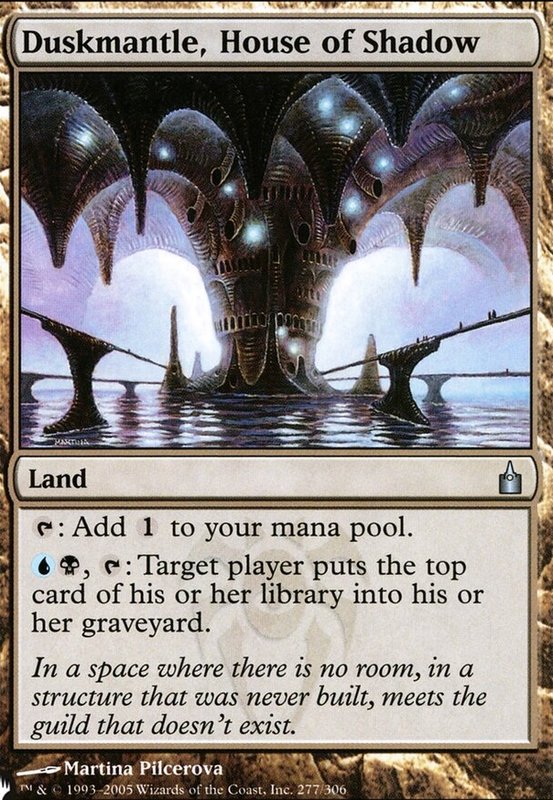 Duskmantle, House of Shadow
MARTINA
Land
: Add 1 to your mana pool.
, : Target player puts the top
card of his or her library into his or
her graveyard.
In a space where there is no room, in a
structure that was never built, meets the
guild that doesn't exist.
Martina Pilcerova
™ & © 1993–2005 Wizards of the Coast, Inc. 277/306